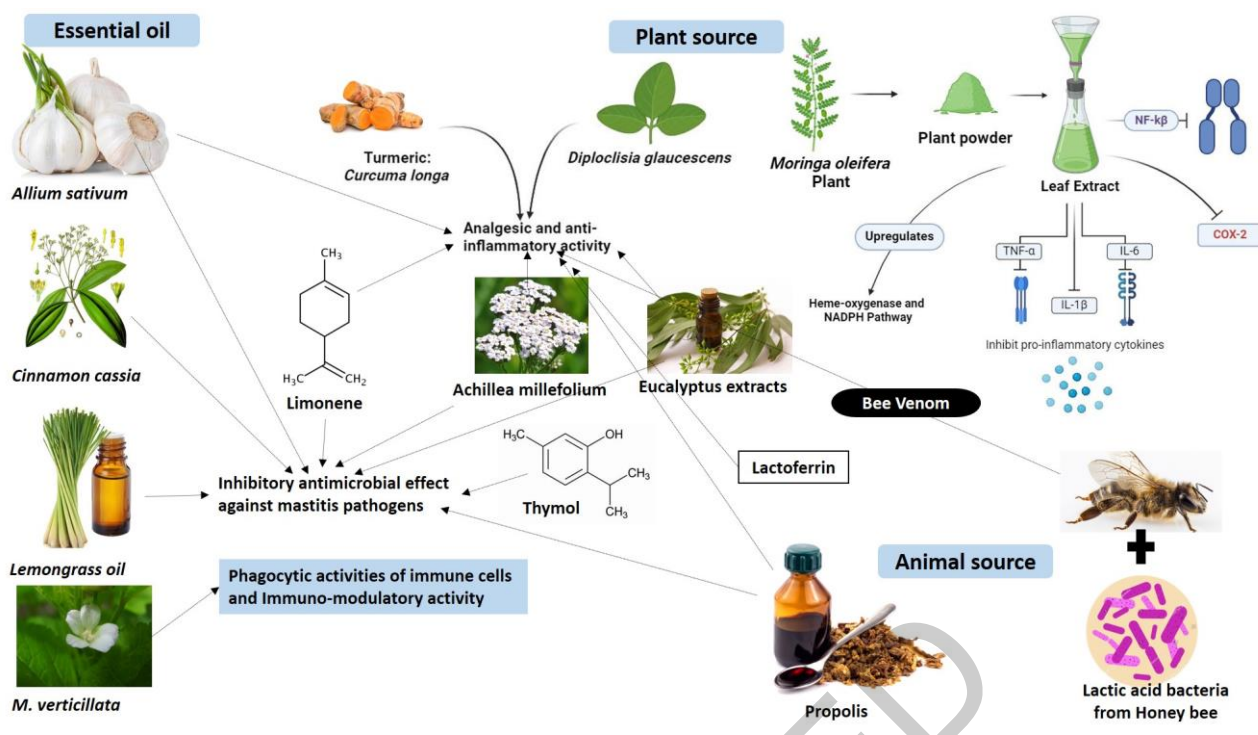 Essential oil
Plant source
Allium sativum
Turmeric:
Curcuma longa
Diploclisia glaucescens
Moringa oleifera
Plant
Plant powder
Leaf Extract
NF-kβ
COX-2
Upregulates
Heme-oxygenase and
NADPH Pathway
TNF-α
IL-1β
IL-6
Inhibit pro-inflammatory cytokines
Analgesic and anti-
inflammatory activity
Cinnamon cassia
CH₃
H₃C
CH₂
Limonene
Achillea millefolium
Eucalyptus extracts
Bee Venom
Lemongrass oil
Inhibitory antimicrobial effect
against mastitis pathogens
H₃C
OH
CH₃
CH₃
Thymol
Lactoferrin
Animal source
M. verticillata
Phagocytic activities of immune cells
and Immuno-modulatory activity
Propolis
Lactic acid bacteria
from Honey bee